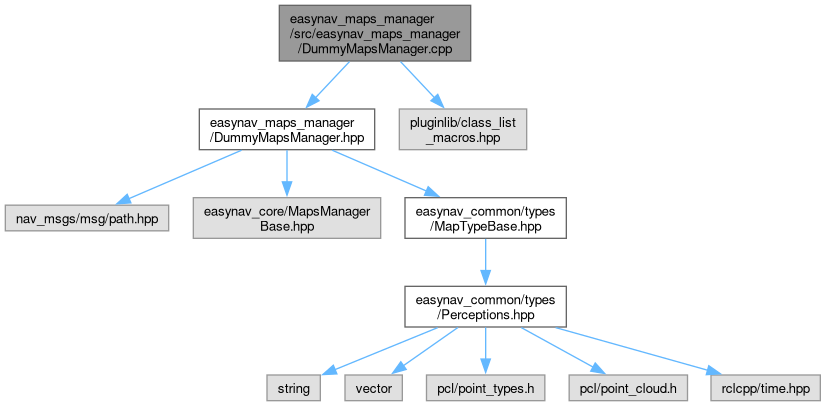 easynav_maps_manager
/src/easynav_maps_manager
/DummyMapsManager.cpp
easynav_maps_manager
/DummyMapsManager.hpp
pluginlib/class_list
_macros.hpp
nav_msgs/msg/path.hpp
easynav_core/MapsManager
Base.hpp
easynav_common/types
/MapTypeBase.hpp
easynav_common/types
/Perceptions.hpp
string
vector
pcl/point_types.h
pcl/point_cloud.h
rclcpp/time.hpp